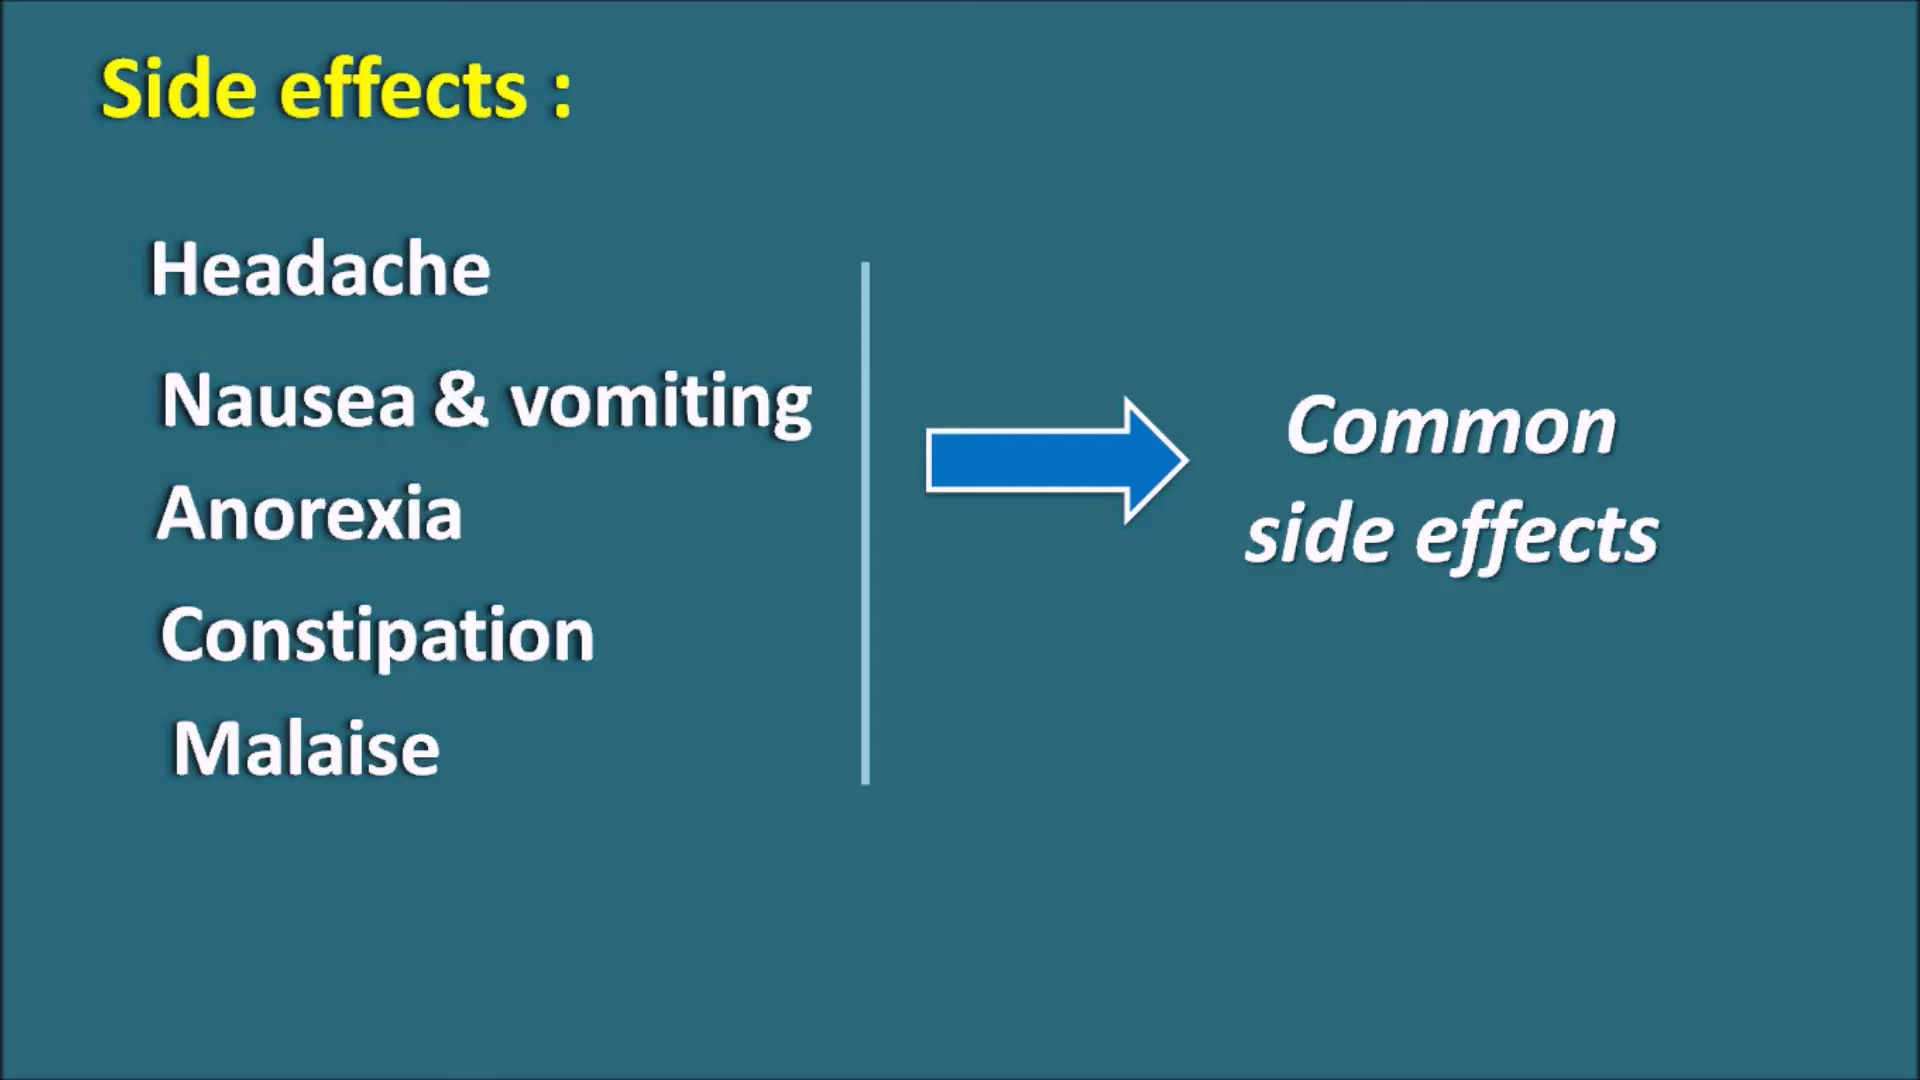 Side effects :
Headache
Nausea & vomiting
Anorexia
Constipation
Malaise
Common
side effects